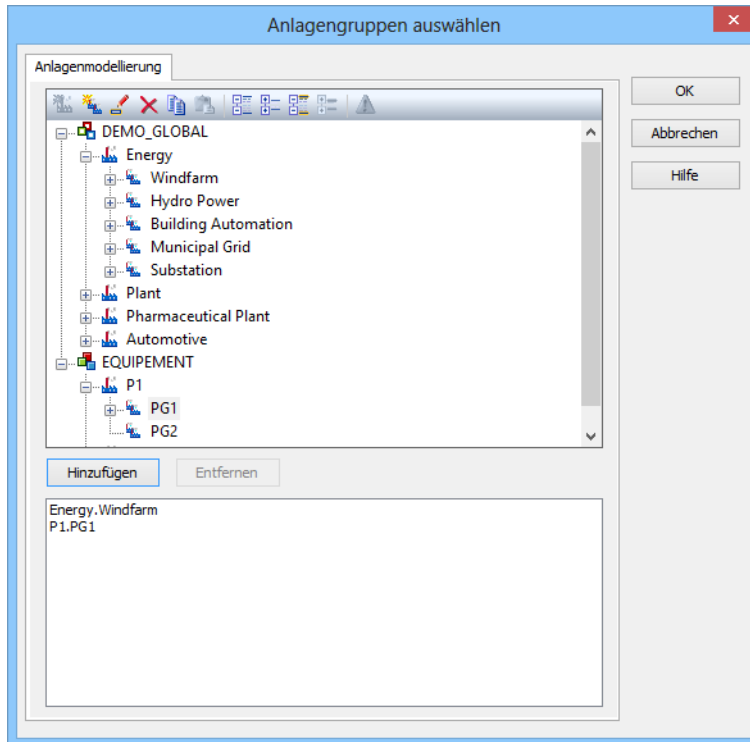 Anlagengruppen auswählen
Anlagenmodellierung
OK
Abbrechen
Hilfe
DEMO_GLOBAL
Energy
Windfarm
Hydro Power
Building Automation
Municipal Grid
Substation
Plant
Pharmaceutical Plant
Automotive
EQUIPEMENT
P1
PG1
PG2
Hinzufügen
Entfernen
Energy.Windfarm
P1.PG1